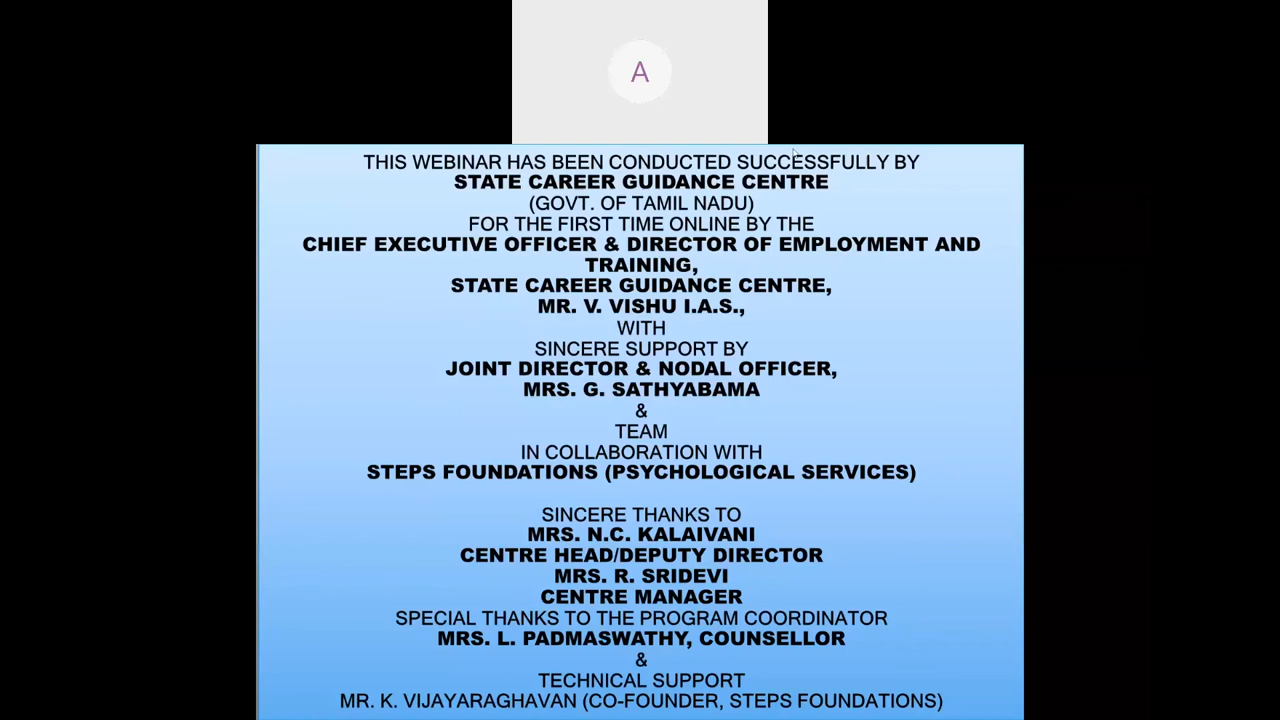 A
THIS WEBINAR HAS BEEN CONDUCTED SUCCESSFULLY BY
STATE CAREER GUIDANCE CENTRE
(GOVT. OF TAMIL NADU)
FOR THE FIRST TIME ONLINE BY THE
CHIEF EXECUTIVE OFFICER & DIRECTOR OF EMPLOYMENT AND
TRAINING,
STATE CAREER GUIDANCE CENTRE,
MR. V. VISHU I.A.S.,
WITH
SINCERE SUPPORT BY
JOINT DIRECTOR & NODAL OFFICER,
MRS. G. SATHYABAMA
&
TEAM
IN COLLABORATION WITH
STEPS FOUNDATIONS (PSYCHOLOGICAL SERVICES)
SINCERE THANKS TO
MRS. N.C. KALAIVANI
CENTRE HEAD/DEPUTY DIRECTOR
MRS. R. SRIDEVI
CENTRE MANAGER
SPECIAL THANKS TO THE PROGRAM COORDINATOR
MRS. L. PADMASWATHY, COUNSELLOR
&
TECHNICAL SUPPORT
MR. K. VIJAYARAGHAVAN (CO-FOUNDER, STEPS FOUNDATIONS)